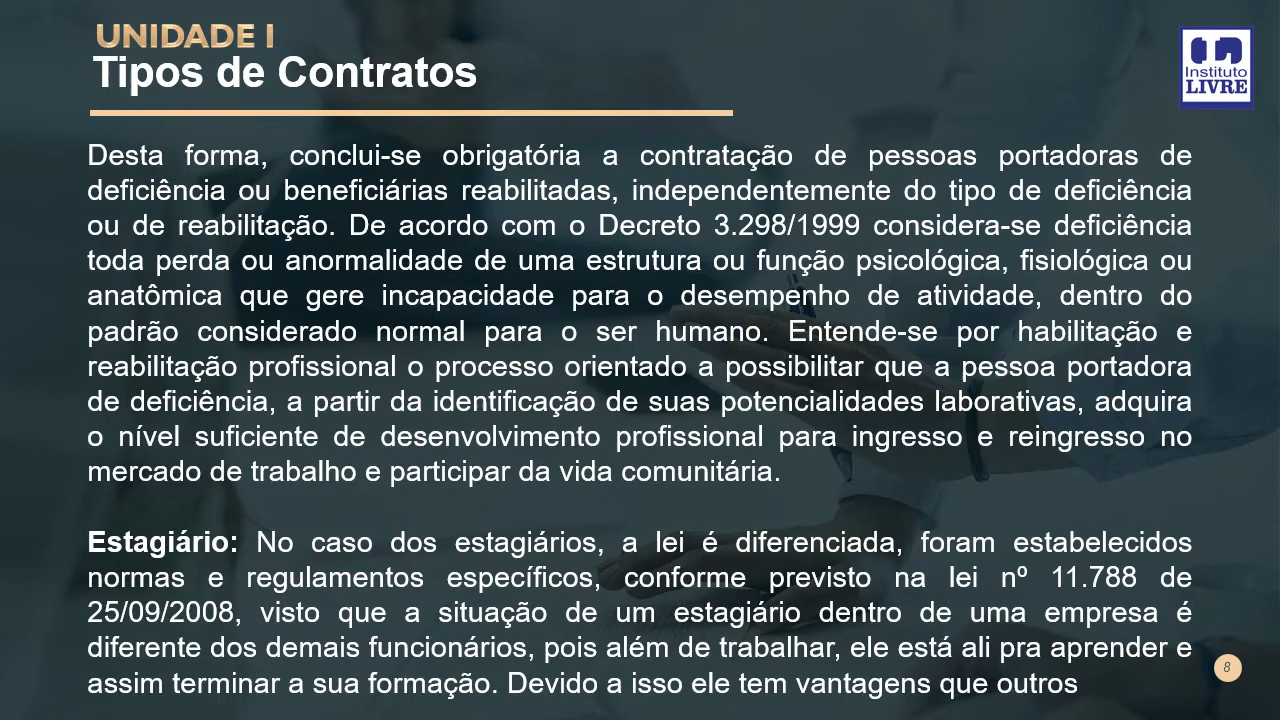 UNIDADE I
Tipos de Contratos
Instituto
LIVRE
Desta forma, conclui-se obrigatória a contratação de pessoas portadoras de
deficiência ou beneficiárias reabilitadas, independentemente do tipo de deficiência
ou de reabilitação. De acordo com o Decreto 3.298/1999 considera-se deficiência
toda perda ou anormalidade de uma estrutura ou função psicológica, fisiológica ou
anatômica que gere incapacidade para o desempenho de atividade, dentro do
padrão considerado normal para o ser humano. Entende-se por habilitação e
reabilitação profissional o processo orientado a possibilitar que a pessoa portadora
de deficiência, a partir da identificação de suas potencialidades laborativas, adquira
o nível suficiente de desenvolvimento profissional para ingresso e reingresso no
mercado de trabalho e participar da vida comunitária.
Estagiário: No caso dos estagiários, a lei é diferenciada, foram estabelecidos
normas e regulamentos específicos, conforme previsto na lei nº 11.788 de
25/09/2008, visto que a situação de um estagiário dentro de uma empresa é
diferente dos demais funcionários, pois além de trabalhar, ele está ali pra aprender e
assim terminar a sua formação. Devido a isso ele tem vantagens que outros
8